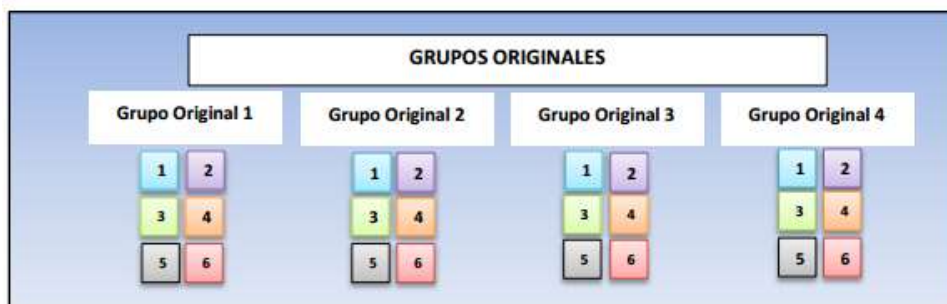 GRUPOS ORIGINALES
Grupo Original 1 Grupo Original 2 Grupo Original 3 Grupo Original 4
1 2 1 2 1 2 1 2
3 4 3 4 3 4 3 4
5 6 5 6 5 6 5 6